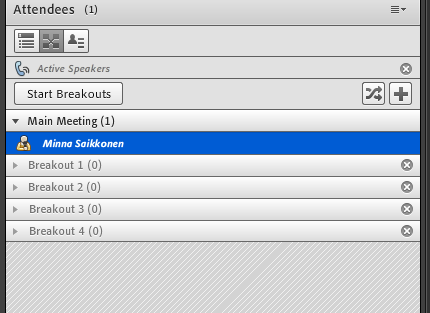 Attendees (1)
Active Speakers
Start Breakouts
Main Meeting (1)
Minna Saikkonen
Breakout 1 (0)
Breakout 2 (0)
Breakout 3 (0)
Breakout 4 (0)